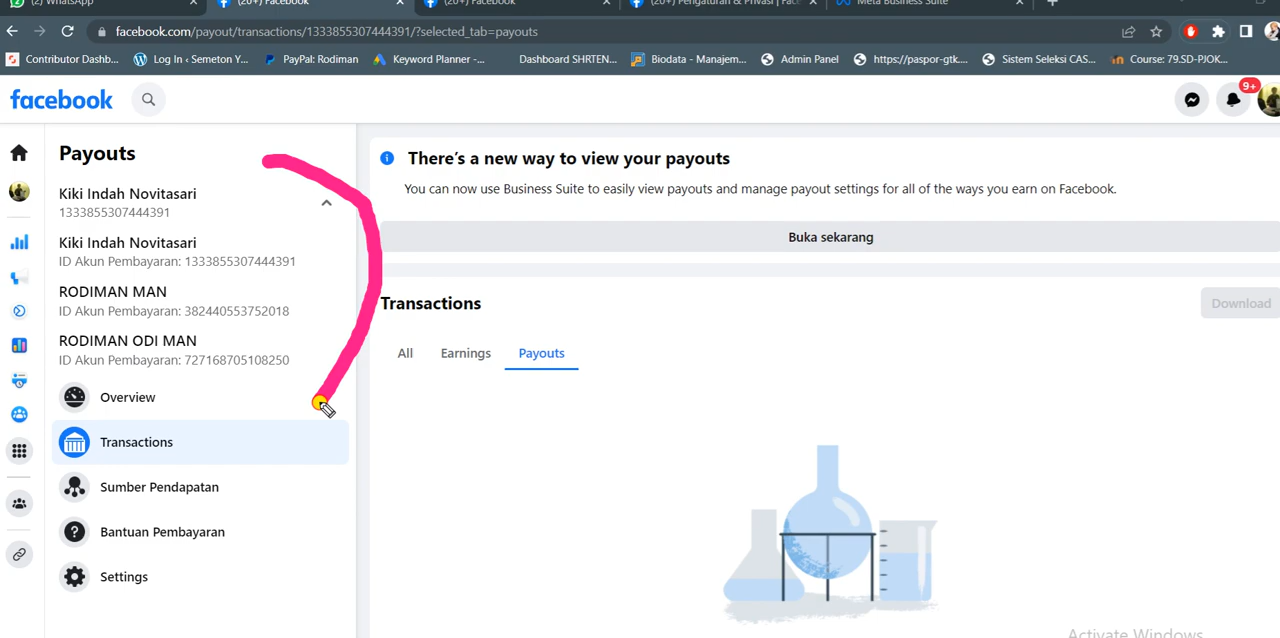 (2) WhatsApp
(20+) Facebook
(20+) Facebook
(20+) Pengaturan & Privasi | Fac
Meta Business Suite
facebook.com/payout/transactions/1333855307444391/?selected_tab=payouts
Contributor Dashb...
Log In ‹ Semeton Y...
PayPal: Rodiman
Keyword Planner -...
Dashboard SHRTEN...
Biodata - Manajem...
Admin Panel
https://paspor-gtk....
Sistem Seleksi CAS...
Course: 79.SD-PJOK...
facebook
9+
Payouts
Kiki Indah Novitasari
1333855307444391
Kiki Indah Novitasari
ID Akun Pembayaran: 1333855307444391
RODIMAN MAN
ID Akun Pembayaran: 382440553752018
RODIMAN ODI MAN
ID Akun Pembayaran: 727168705108250
Overview
Transactions
Sumber Pendapatan
Bantuan Pembayaran
Settings
There's a new way to view your payouts
You can now use Business Suite to easily view payouts and manage payout settings for all of the ways you earn on Facebook.
Buka sekarang
Transactions
Download
All
Earnings
Payouts
Activate Windows